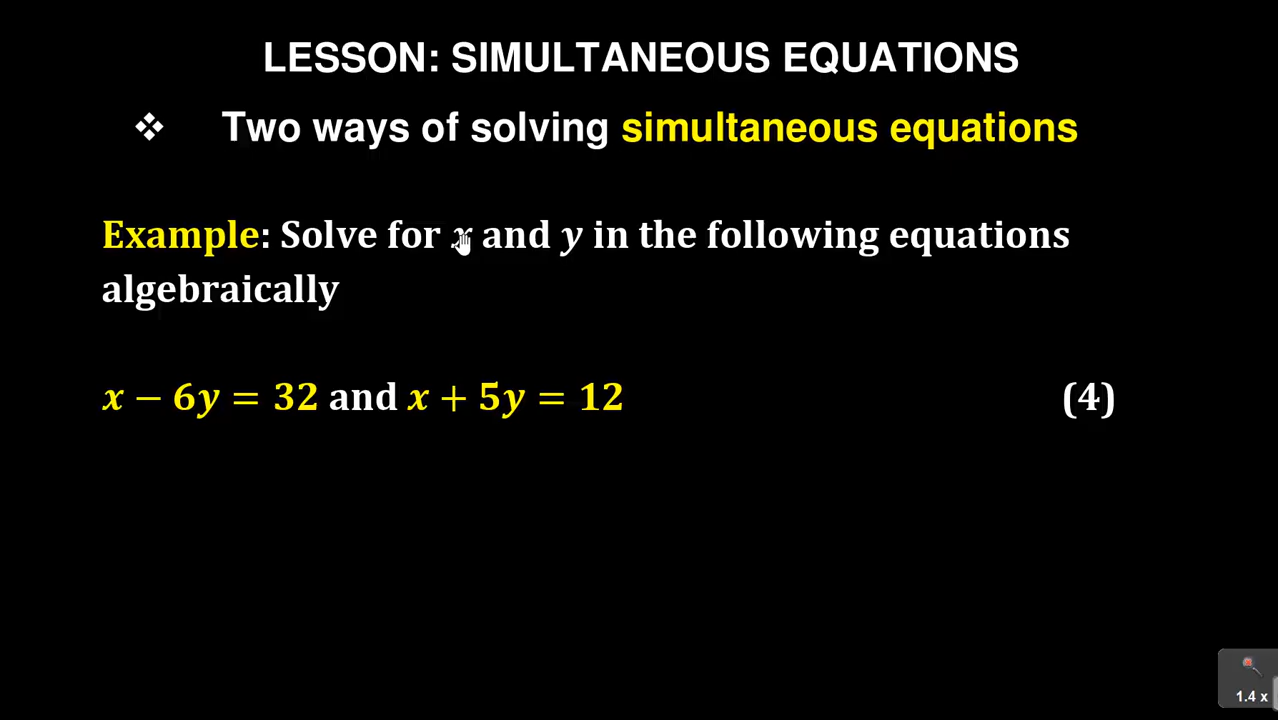 LESSON: SIMULTANEOUS EQUATIONS
❖ Two ways of solving simultaneous equations
Example: Solve for x and y in the following equations
algebraically
x − 6y = 32 and x + 5y = 12 (4)
1.4 x